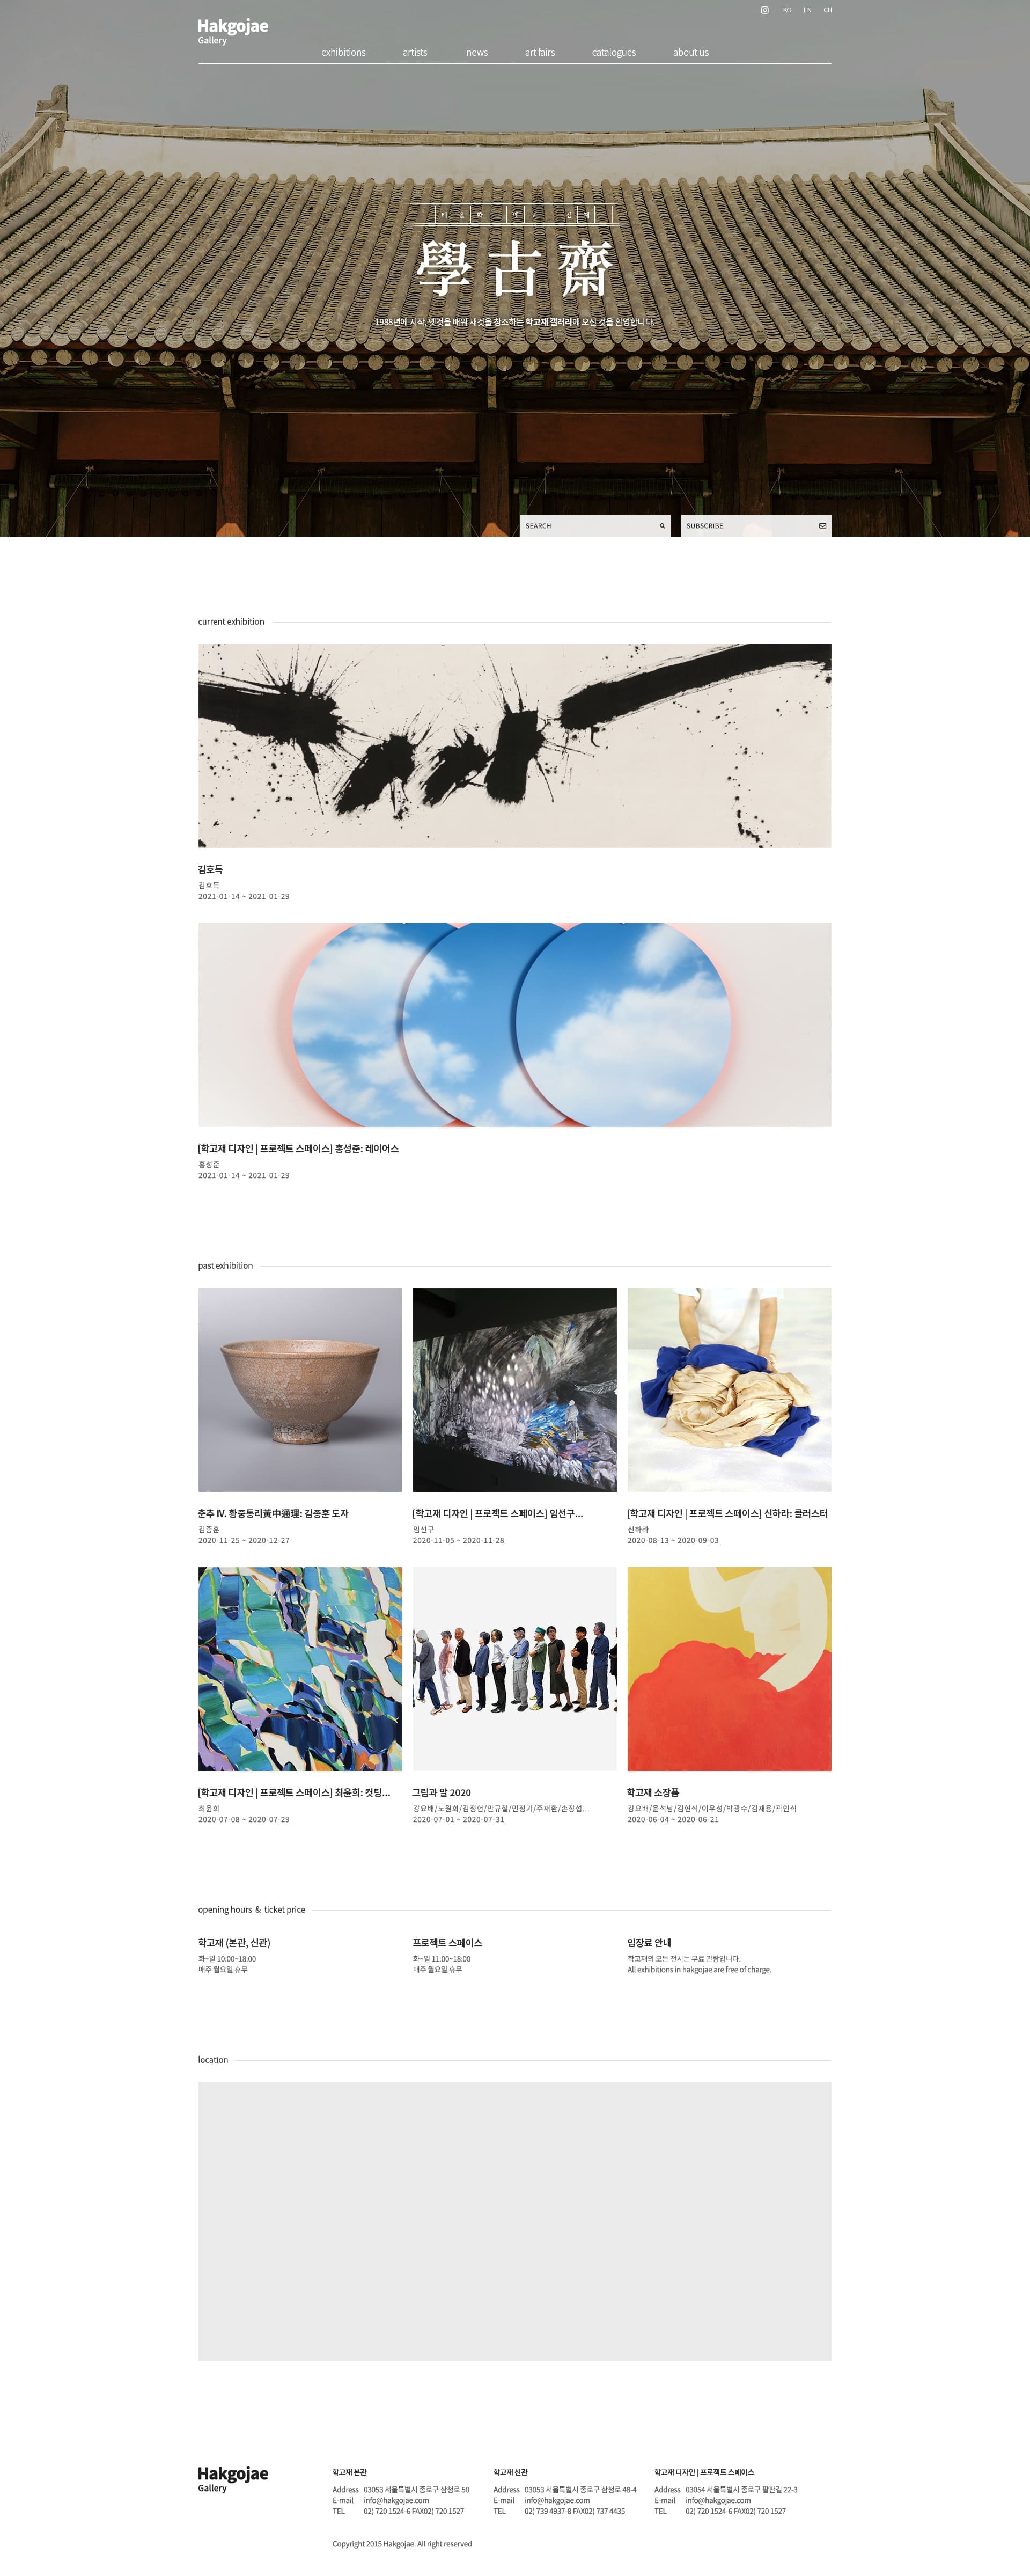 KO EN CH
Hakgojae
Gallery
exhibitions artists news art fairs catalogues about us
배울 학 옛 고 집 재
學古齋
1988년에 시작, 옛것을 배워 새것을 창조하는 학고재 갤러리에 오신 것을 환영합니다.
SEARCH
SUBSCRIBE
current exhibition
김호득
김호득
2021-01-14 ~ 2021-01-29
[학고재 디자인 | 프로젝트 스페이스] 홍성준: 레이어스
홍성준
2021-01-14 ~ 2021-01-29
past exhibition
춘추 Ⅳ. 황중통리黃中通理: 김종훈 도자
김종훈
2020-11-25 ~ 2020-12-27
[학고재 디자인 | 프로젝트 스페이스] 임선구...
임선구
2020-11-05 ~ 2020-11-28
[학고재 디자인 | 프로젝트 스페이스] 신하라: 클러스터
신하라
2020-08-13 ~ 2020-09-03
[학고재 디자인 | 프로젝트 스페이스] 최윤희: 컷팅...
최윤희
2020-07-08 ~ 2020-07-29
그림과 말 2020
강요배/노원희/김정헌/민규철/민정기/주재환/손장섭...
2020-07-01 ~ 2020-07-31
학고재 소장품
강요배/윤석남/김현식/이우성/박광수/김재용/곽인식
2020-06-04 ~ 2020-06-21
opening hours & ticket price
학고재 (본관, 신관)
화~일 10:00~18:00
매주 월요일 휴무
프로젝트 스페이스
화~일 11:00~18:00
매주 월요일 휴무
입장료 안내
학고재의 모든 전시는 무료 관람입니다.
All exhibitions in hakgojae are free of charge.
location
Hakgojae
Gallery
학고재 본관
Address 03053 서울특별시 종로구 삼청로 50
E-mail info@hakgojae.com
TEL 02) 720 1524-6 FAX02) 720 1527
학고재 신관
Address 03053 서울특별시 종로구 삼청로 48-4
E-mail info@hakgojae.com
TEL 02) 739 4937-8 FAX02) 737 4435
학고재 디자인 | 프로젝트 스페이스
Address 03054 서울특별시 종로구 팔판길 22-3
E-mail info@hakgojae.com
TEL 02) 720 1524-6 FAX02) 720 1527
Copyright 2015 Hakgojae. All right reserved